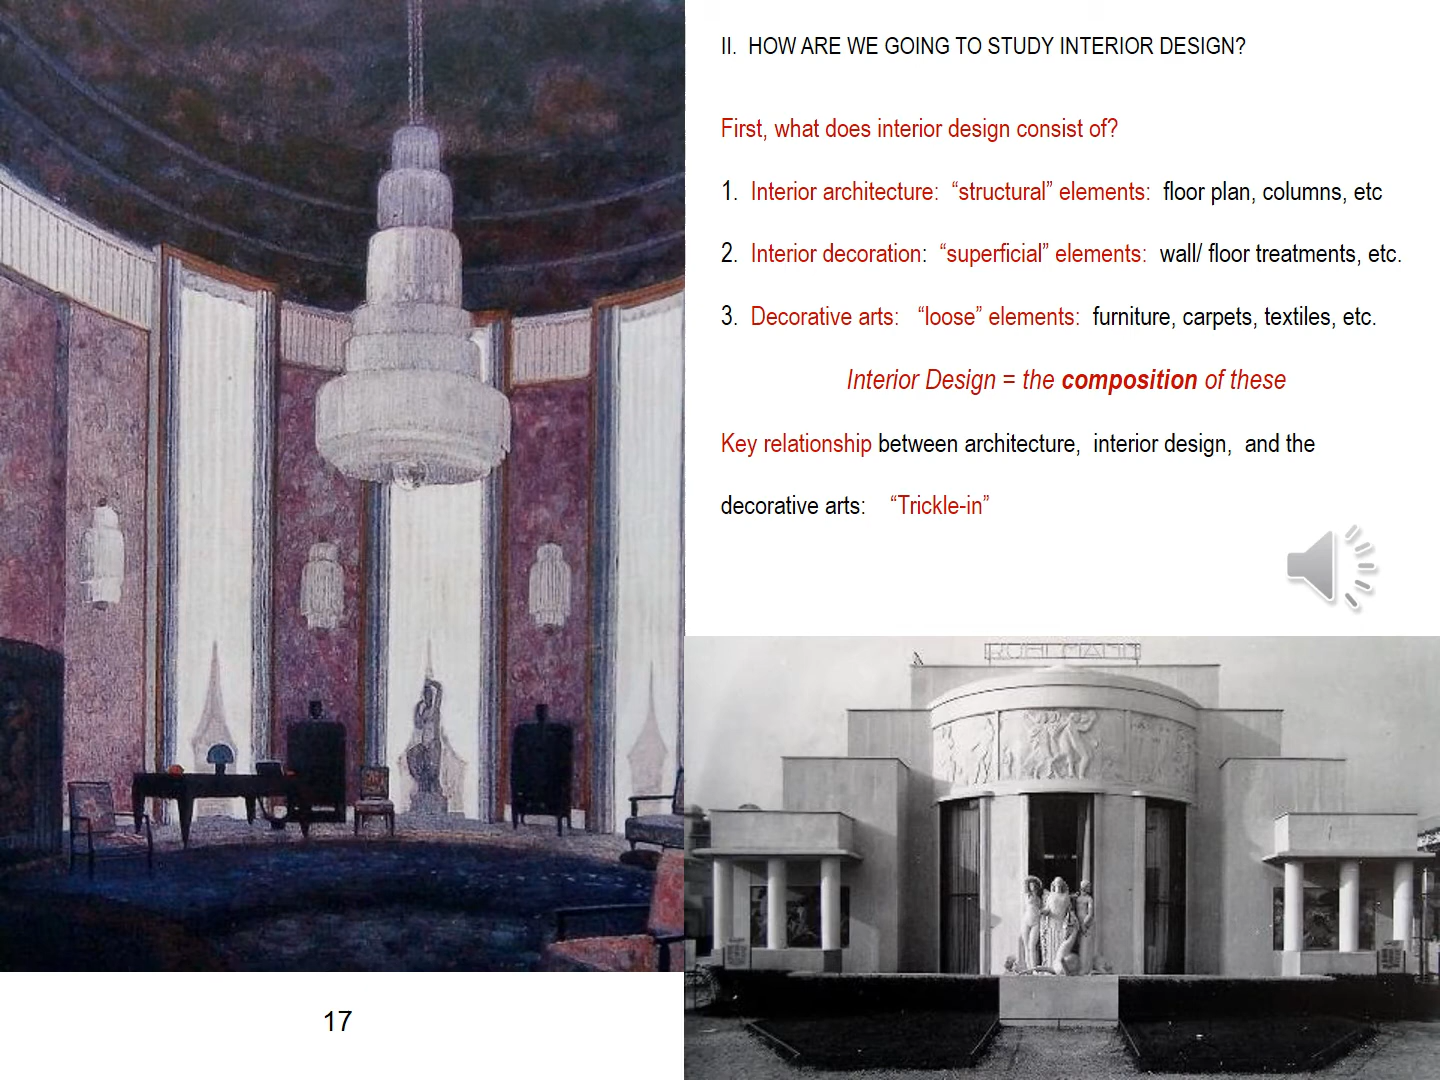 II. HOW ARE WE GOING TO STUDY INTERIOR DESIGN?
First, what does interior design consist of?
1. Interior architecture: “structural” elements: floor plan, columns, etc
2. Interior decoration: “superficial” elements: wall/ floor treatments, etc.
3. Decorative arts: “loose” elements: furniture, carpets, textiles, etc.
Interior Design = the composition of these
Key relationship between architecture, interior design, and the
decorative arts: “Trickle-in”
RUHLMANN
17